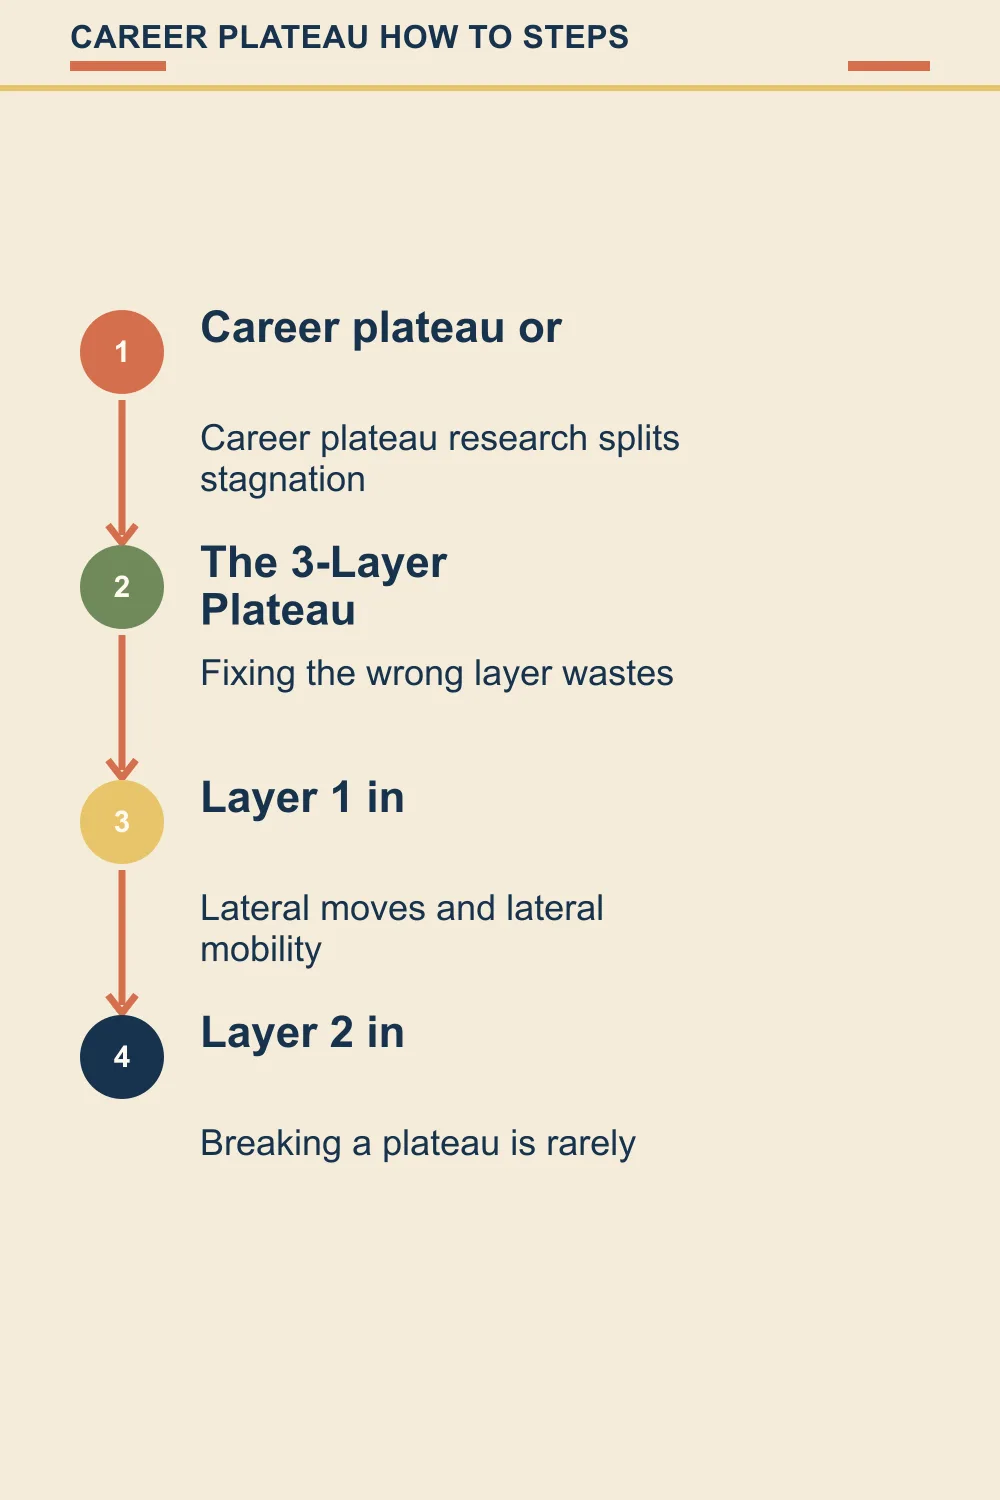 CAREER PLATEAU HOW TO STEPS
1
Career plateau or
Career plateau research splits
stagnation
2
The 3-Layer
Plateau
Fixing the wrong layer wastes
3
Layer 1 in
Lateral moves and lateral
mobility
4
Layer 2 in
Breaking a plateau is rarely